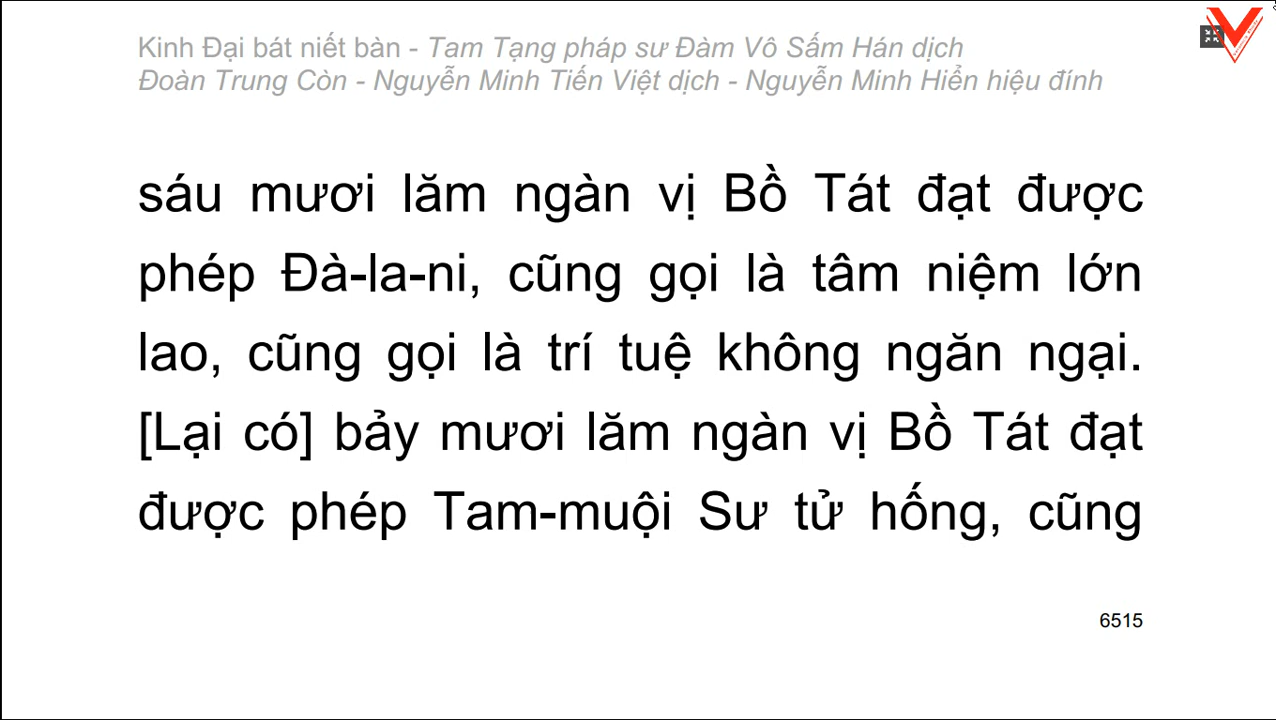 Kinh Đại bát niết bàn - Tam Tạng pháp sư Đàm Vô Sấm Hán dịch
Đoàn Trung Còn - Nguyễn Minh Tiến Việt dịch - Nguyễn Minh Hiển hiệu đính
sáu mươi lăm ngàn vị Bồ Tát đạt được
phép Đà-la-ni, cũng gọi là tâm niệm lớn
lao, cũng gọi là trí tuệ không ngăn ngại.
[Lại có] bảy mươi lăm ngàn vị Bồ Tát đạt
được phép Tam-muội Sư tử hống, cũng
6515